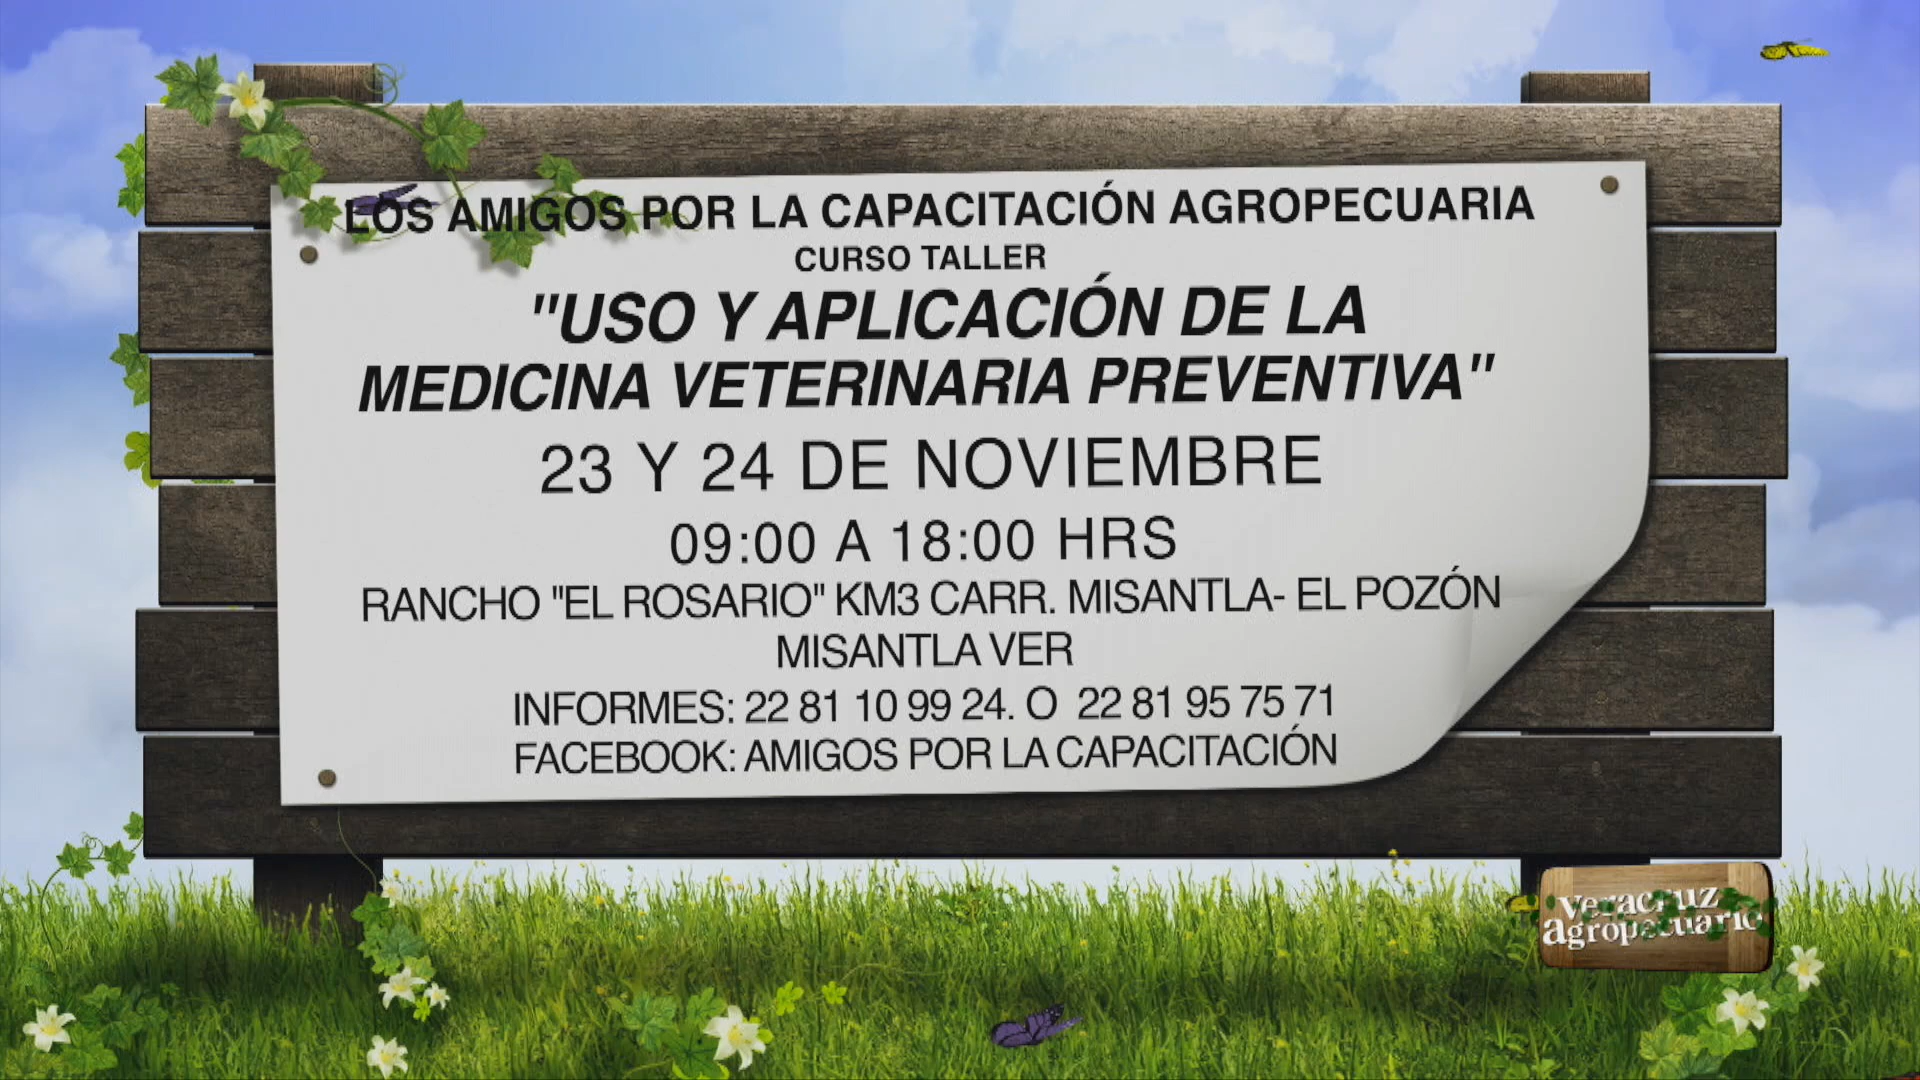 LOS AMIGOS POR LA CAPACITACIÓN AGROPECUARIA
CURSO TALLER
"USO Y APLICACIÓN DE LA
MEDICINA VETERINARIA PREVENTIVA"
23 Y 24 DE NOVIEMBRE
09:00 A 18:00 HRS
RANCHO "EL ROSARIO" KM3 CARR. MISANTLA- EL POZÓN
MISANTLA VER
INFORMES: 22 81 10 99 24. O 22 81 95 75 71
FACEBOOK: AMIGOS POR LA CAPACITACIÓN
veracruz
agropecuario